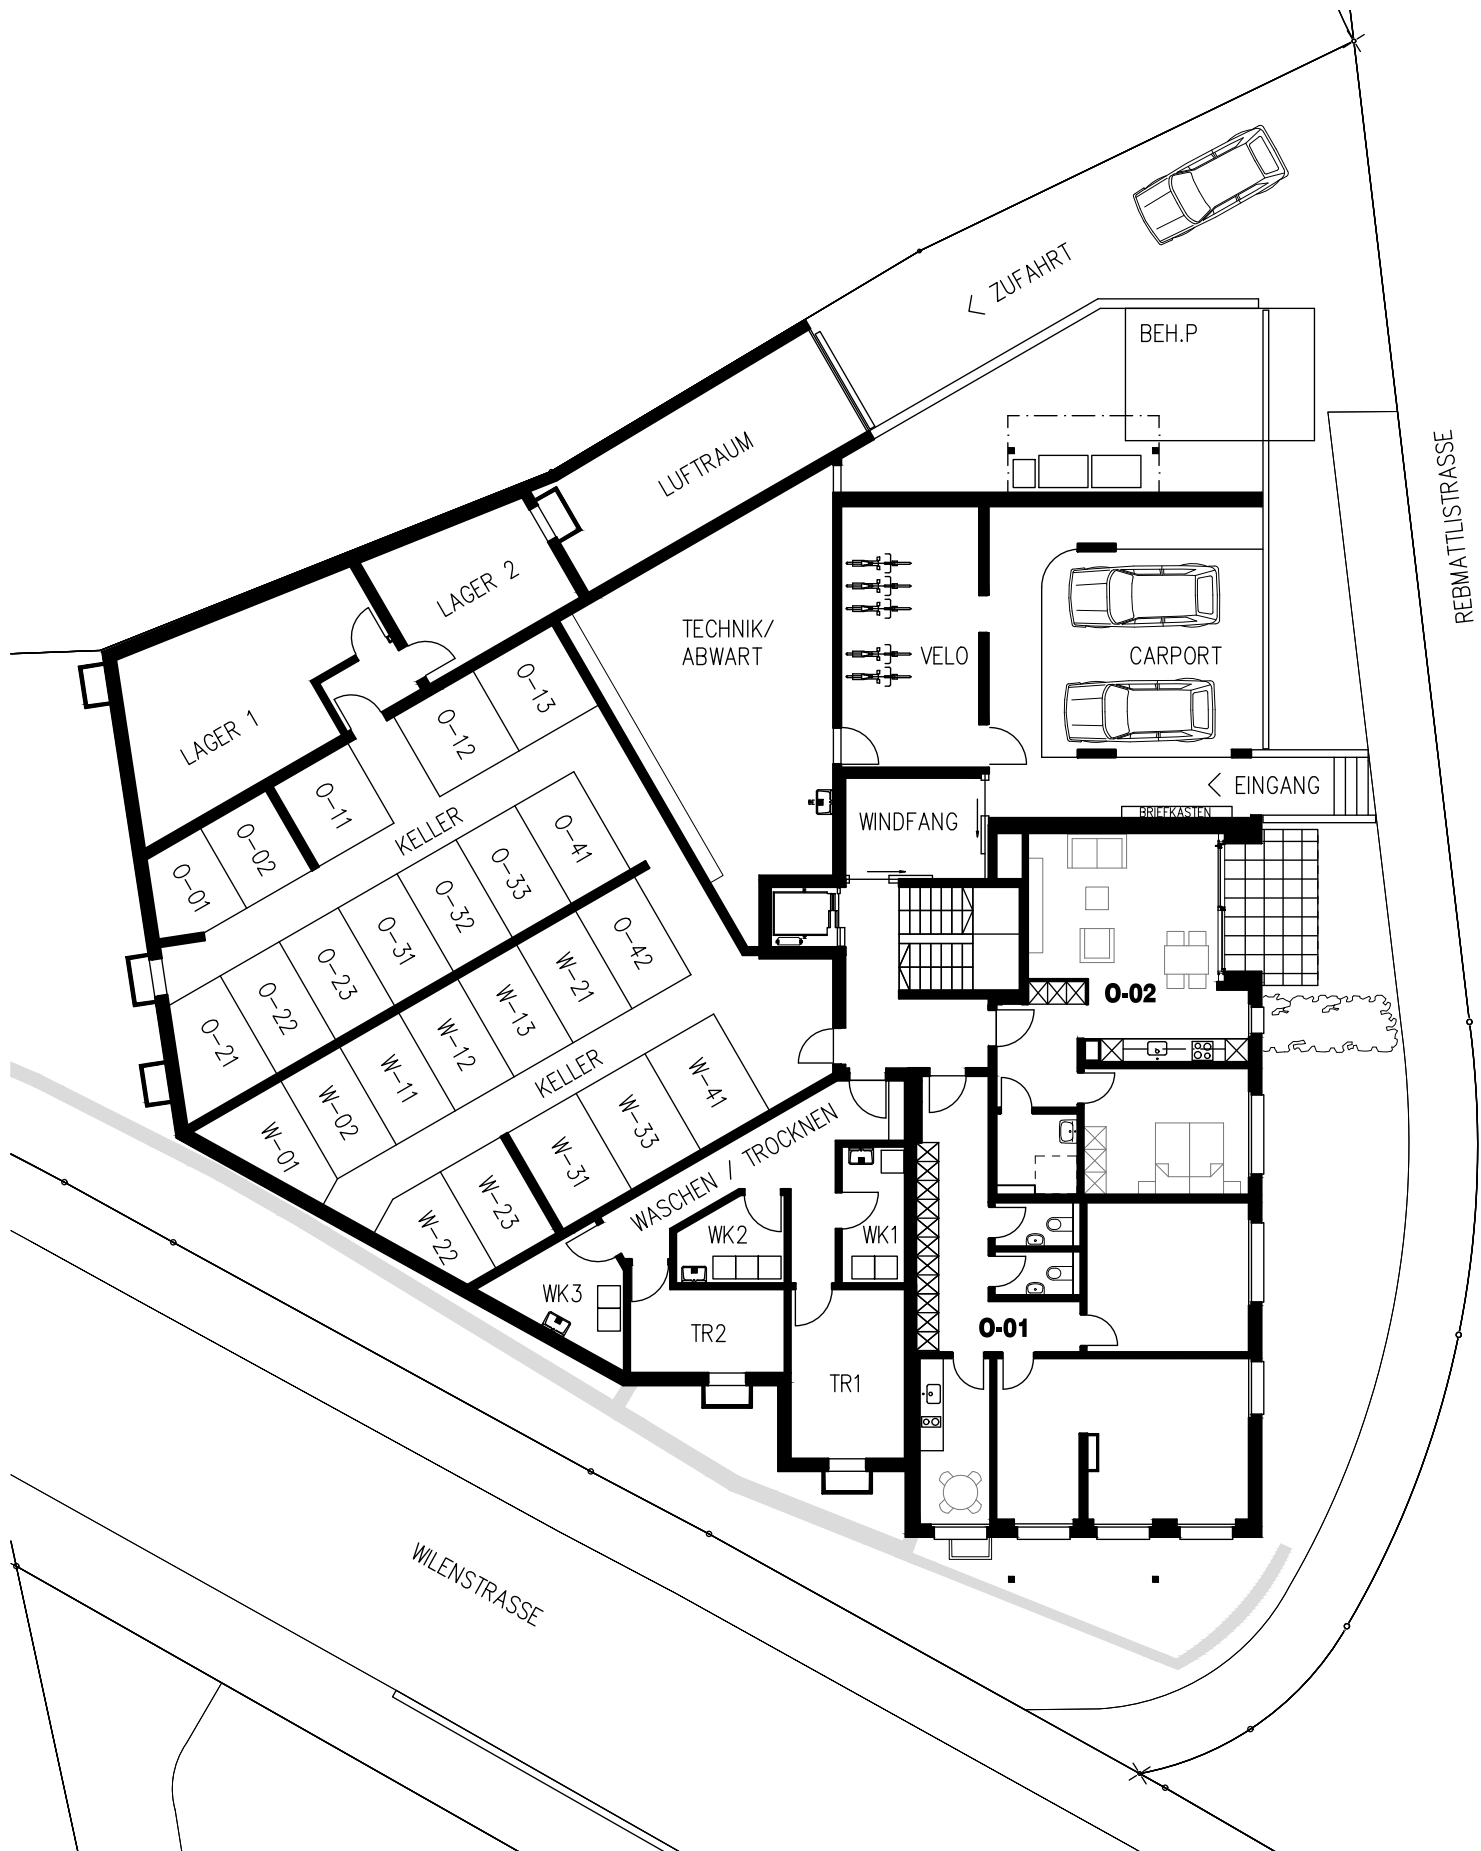 ZUFAHRT
BEH.P
REBMATTLISTRASSE
LUFTRAUM
LAGER 2
LAGER 1
TECHNIK/
ABWART
VELO
CARPORT
EINGANG
BRIEFKASTEN
WINDFANG
O-13
O-12
O-11
O-02
O-01
KELLER
O-41
O-33
O-32
O-31
O-23
O-22
O-21
O-42
W-21
W-13
W-12
W-11
W-02
W-01
KELLER
W-41
W-33
W-31
W-23
W-22
WASCHEN / TROCKNEN
WK1
WK2
WK3
TR2
TR1
O-02
O-01
WILENSTRASSE